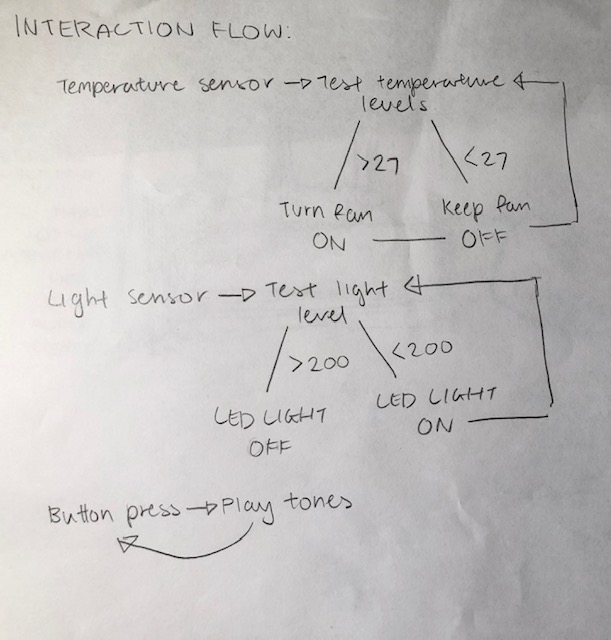 INTERACTION FLOW:
Temperature sensor → Test temperature
levels
>27 <27
Turn fan Keep fan
ON OFF
Light sensor → Test light
level
>200 <200
LED LIGHT LED LIGHT
OFF ON
Button press → Play tones